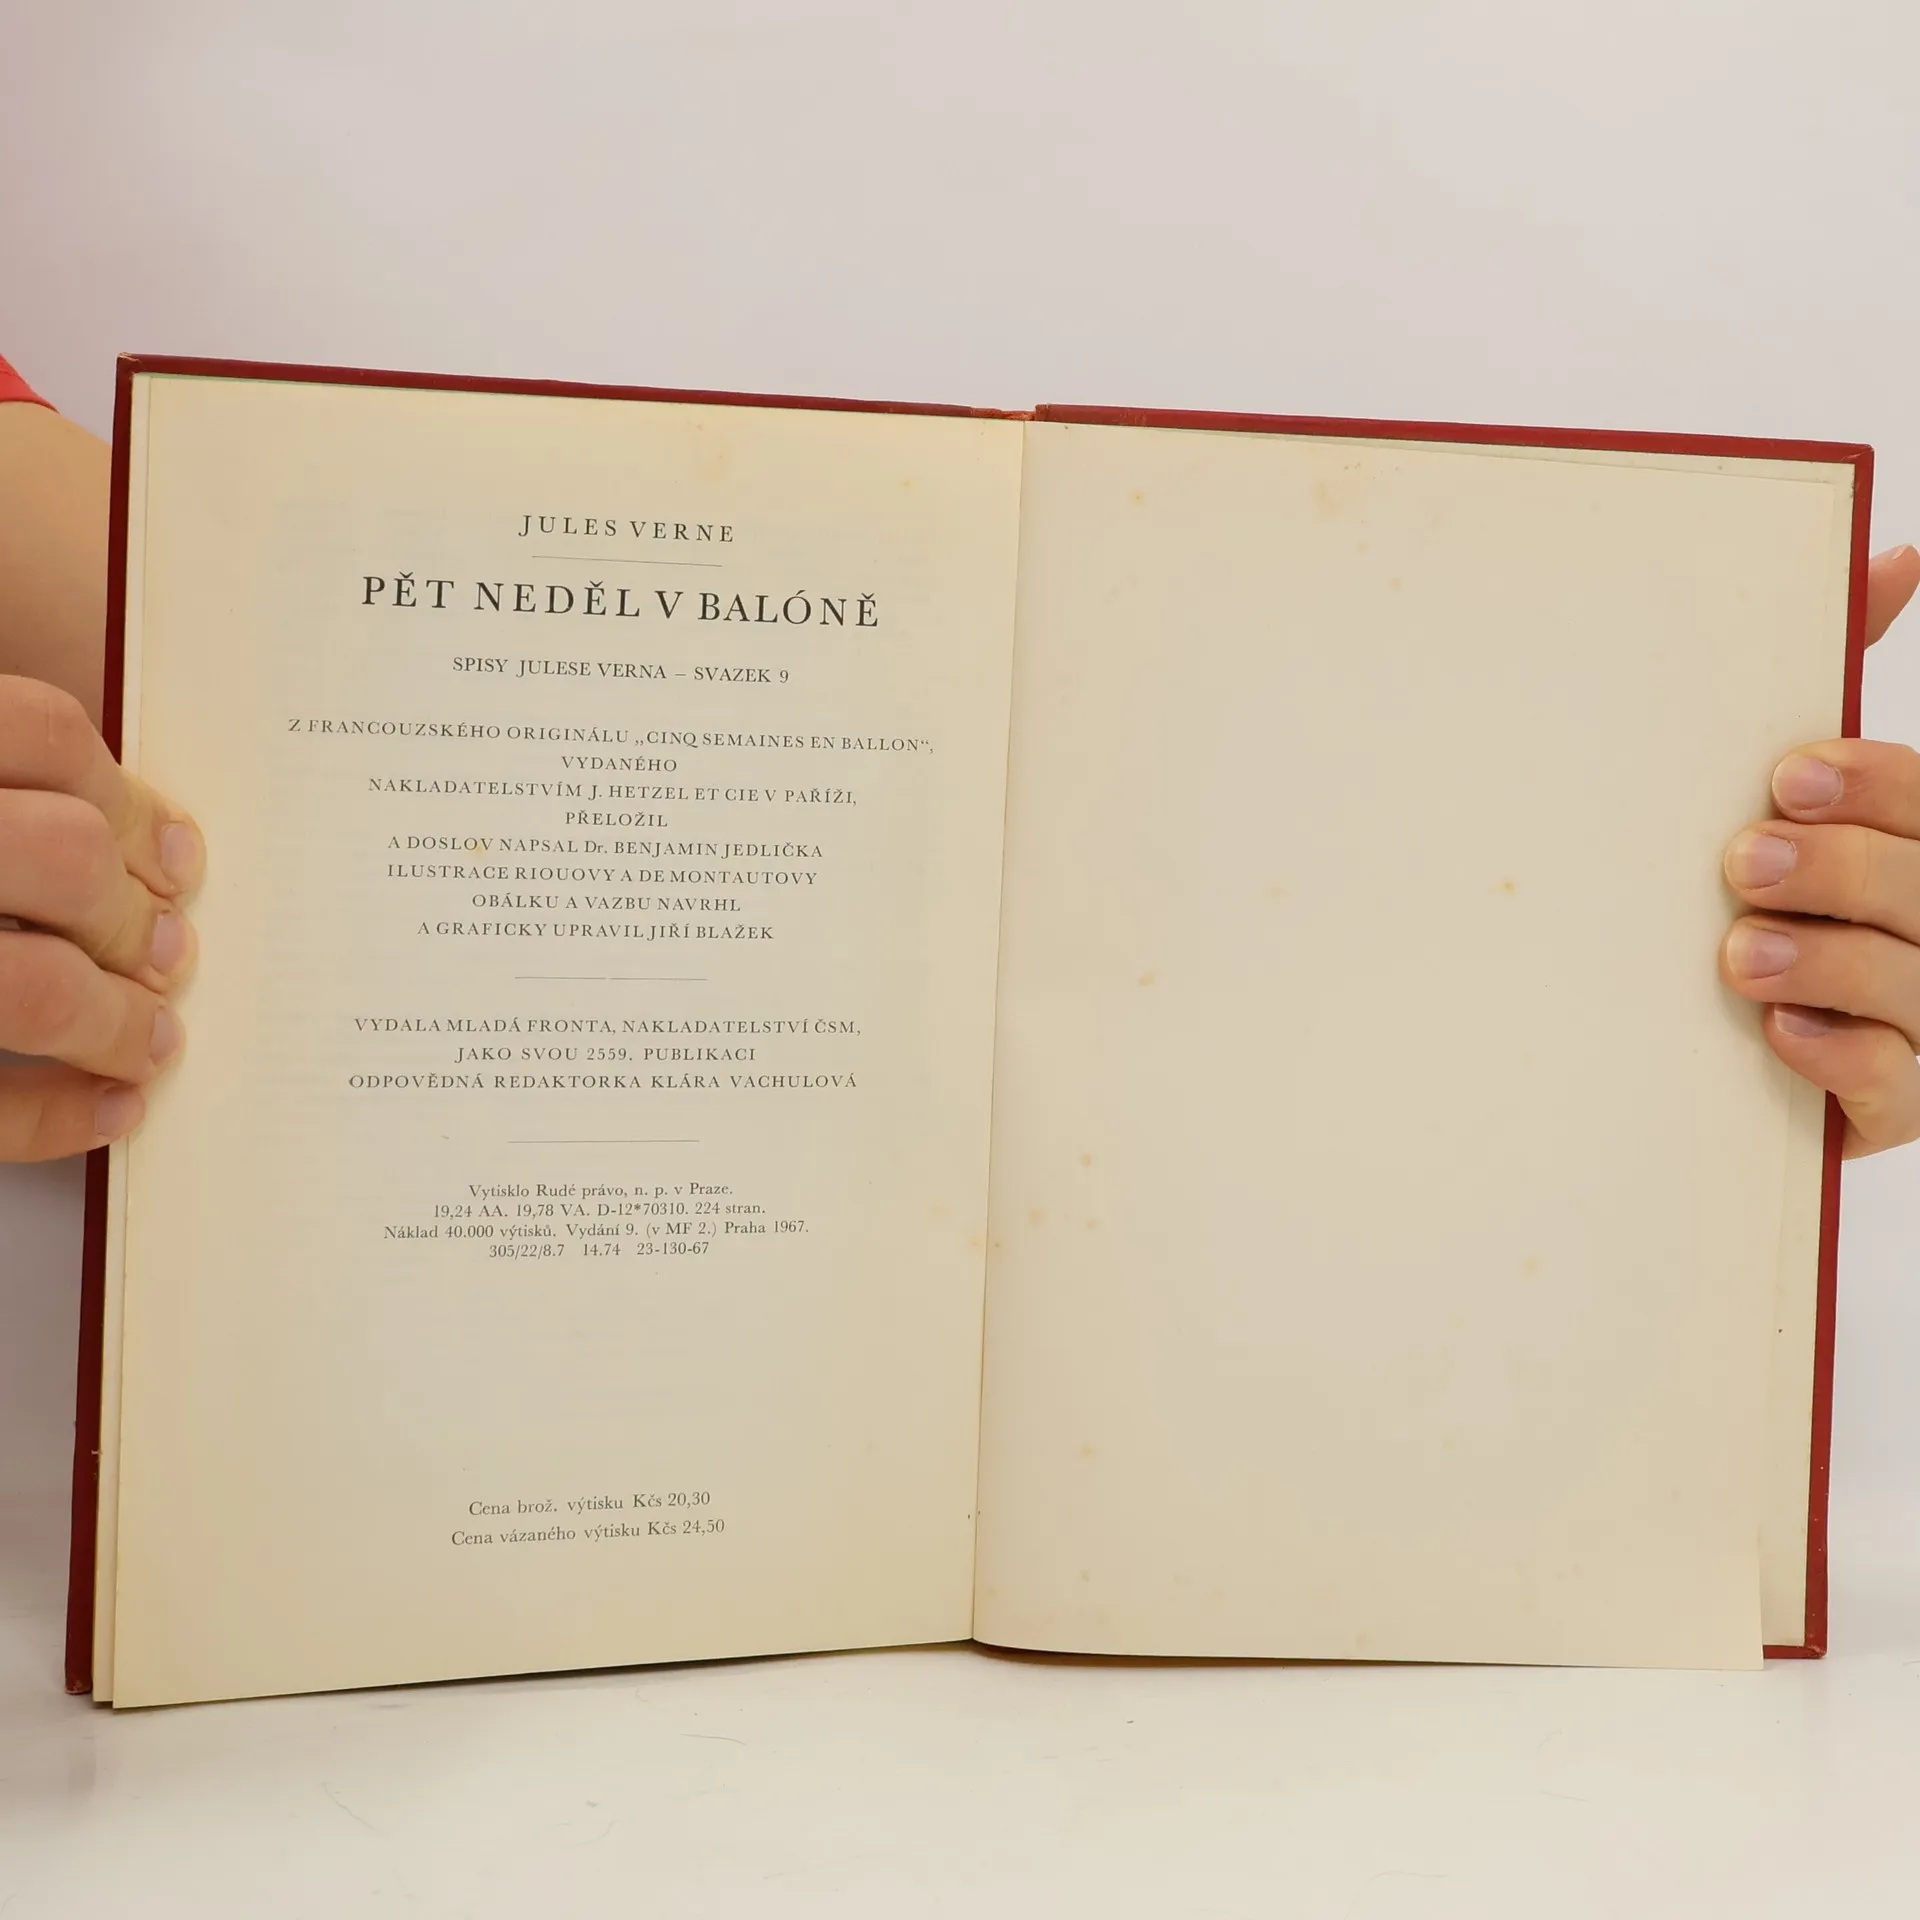 JULES VERNE
PĚT NEDĚL V BALÓNĚ
SPISY JULESE VERNA – SVAZEK 9
Z FRANCOUZSKÉHO ORIGINÁLU „CINQ SEMAINES EN BALLON“,
VYDANÉHO
NAKLADATELSTVÍM J. HETZEL ET CIE V PAŘÍŽI,
PŘELOŽIL
A DOSLOV NAPSAL Dr. BENJAMIN JEDLIČKA
ILUSTRACE RIOUOVY A DE MONTAUTOVY
OBÁLKU A VAZBU NAVRHL
A GRAFICKY UPRAVIL JIŘÍ BLAŽEK
VYDALA MLADÁ FRONTA, NAKLADATELSTVÍ ČSM,
JAKO SVOU 2559. PUBLIKACI
ODPOVĚDNÁ REDAKTORKA KLÁRA VACHULOVÁ
Vytisklo Rudé právo, n. p. v Praze.
19,24 AA. 19,78 VA. D-12*70310. 224 stran.
Náklad 40.000 výtisků. Vydání 9. (v MF 2.) Praha 1967.
305/22/8.7 14.74 23-130-67
Cena brož. výtisku Kčs 20,30
Cena vázaného výtisku Kčs 24,50